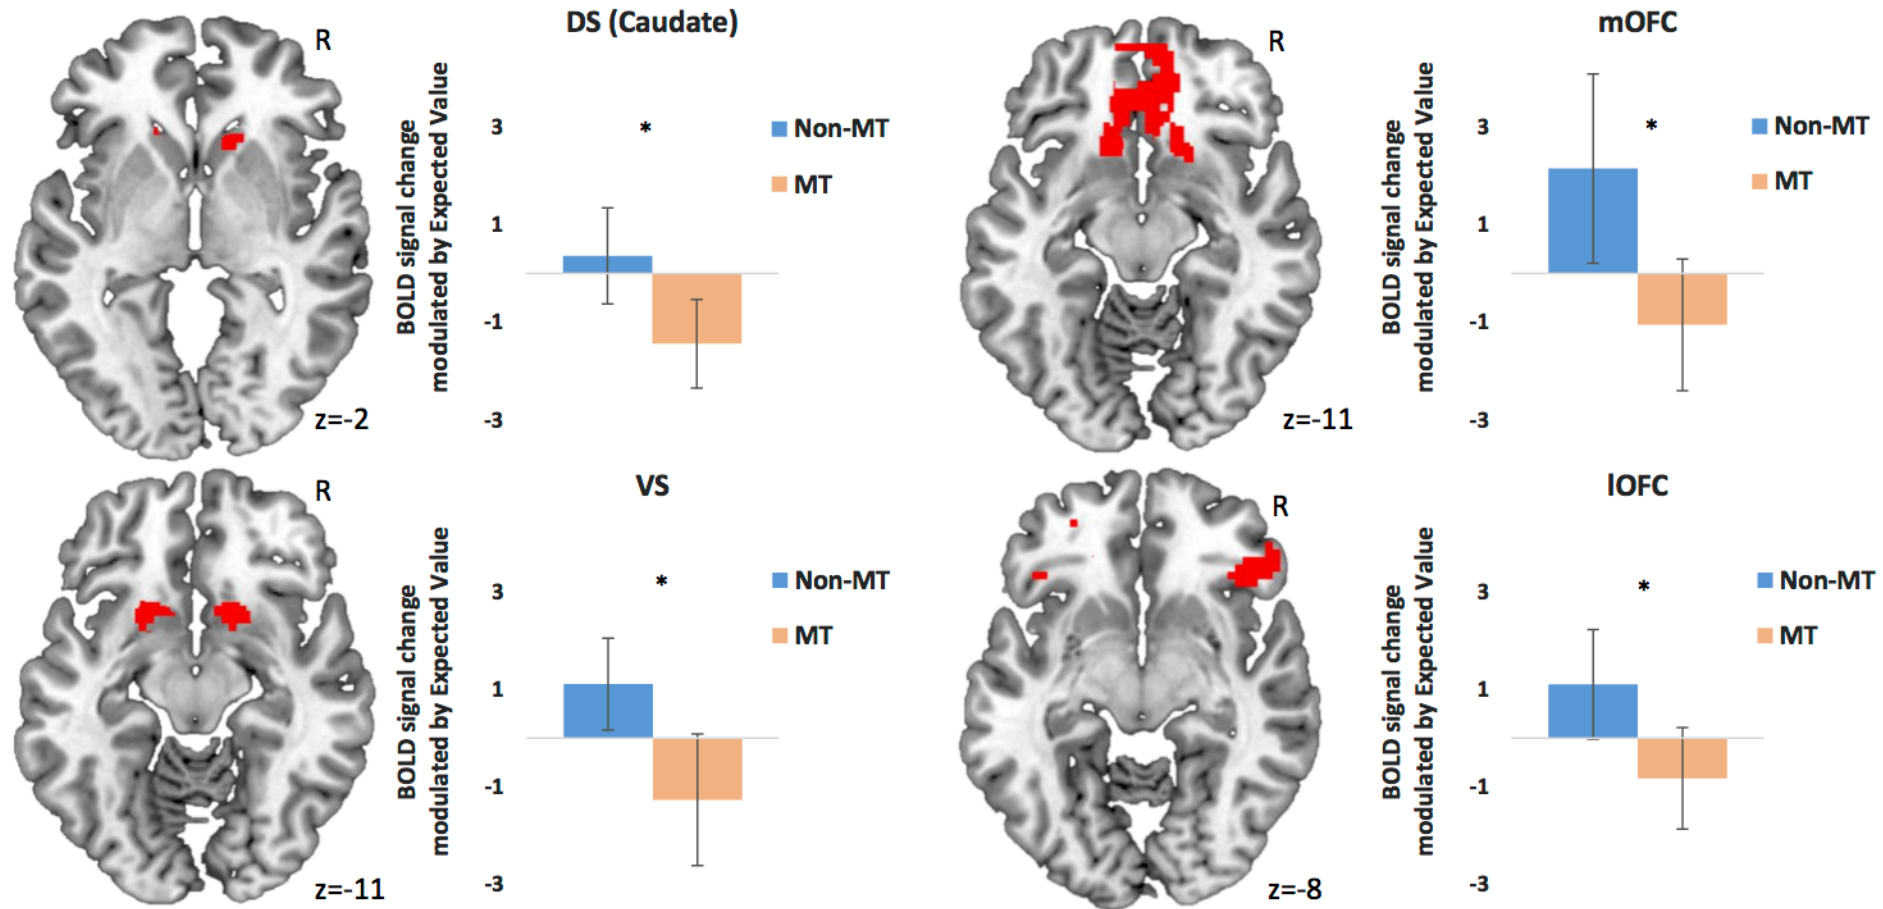 DS (Caudate)
R
BOLD signal change
modulated by Expected Value
3
1
-1
-3
*
Non-MT
MT
z=-2
mOFC
R
BOLD signal change
modulated by Expected Value
3
1
-1
-3
*
Non-MT
MT
z=-11
VS
R
BOLD signal change
modulated by Expected Value
3
1
-1
-3
*
Non-MT
MT
z=-11
lOFC
R
BOLD signal change
modulated by Expected Value
3
1
-1
-3
*
Non-MT
MT
z=-8